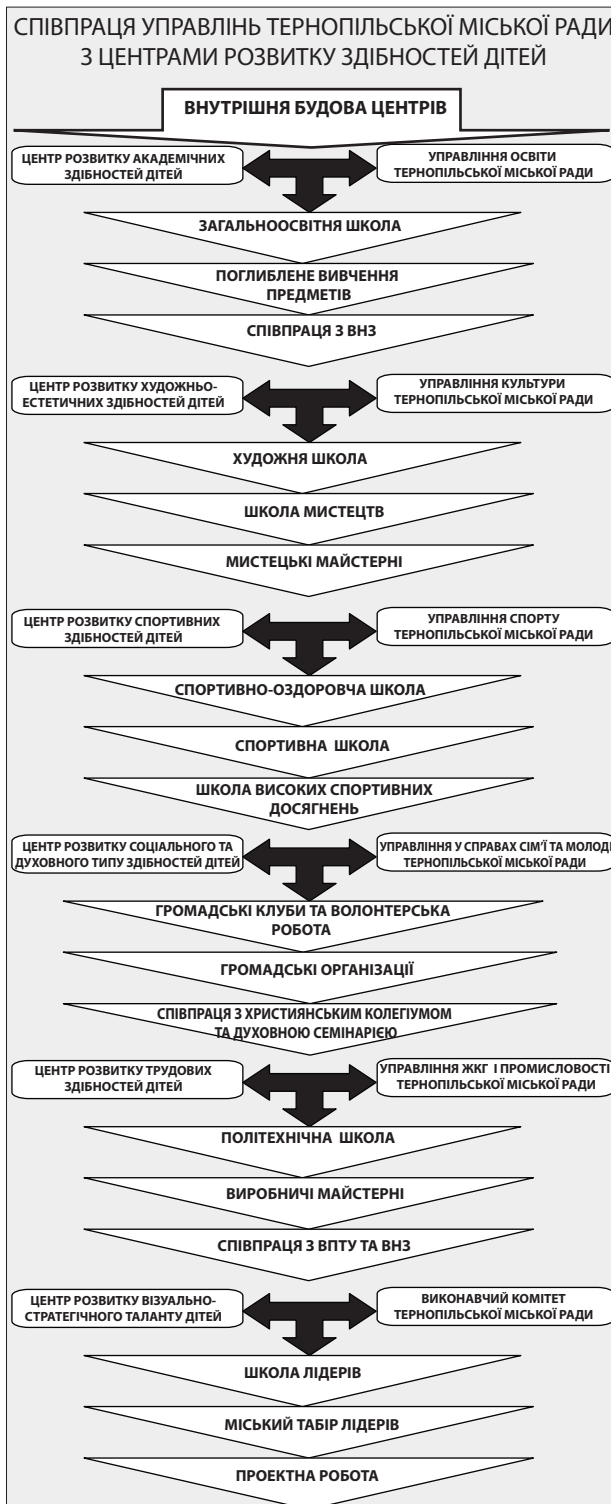 СПІВПРАЦЯ УПРАВЛІНЬ ТЕРНОПІЛЬСЬКОЇ МІСЬКОЇ РАДИ
З ЦЕНТРАМИ РОЗВИТКУ ЗДІБНОСТЕЙ ДІТЕЙ
ВНУТРІШНЯ БУДОВА ЦЕНТРІВ
ЦЕНТР РОЗВИТКУ АКАДЕМІЧНИХ
ЗДІБНОСТЕЙ ДІТЕЙ
УПРАВЛІННЯ ОСВІТИ
ТЕРНОПІЛЬСЬКОЇ МІСЬКОЇ РАДИ
ЗАГАЛЬНООСВІТНЯ ШКОЛА
ПОГЛИБЛЕНЕ ВИВЧЕННЯ
ПРЕДМЕТІВ
СПІВПРАЦЯ З ВНЗ
ЦЕНТР РОЗВИТКУ ХУДОЖНЬО-
ЕСТЕТИЧНИХ ЗДІБНОСТЕЙ ДІТЕЙ
УПРАВЛІННЯ КУЛЬТУРИ
ТЕРНОПІЛЬСЬКОЇ МІСЬКОЇ РАДИ
ХУДОЖНЯ ШКОЛА
ШКОЛА МИСТЕЦТВ
МИСТЕЦЬКІ МАЙСТЕРНІ
ЦЕНТР РОЗВИТКУ СПОРТИВНИХ
ЗДІБНОСТЕЙ ДІТЕЙ
УПРАВЛІННЯ СПОРТУ
ТЕРНОПІЛЬСЬКОЇ МІСЬКОЇ РАДИ
СПОРТИВНО-ОЗДОРОВЧА ШКОЛА
СПОРТИВНА ШКОЛА
ШКОЛА ВИСОКИХ СПОРТИВНИХ
ДОСЯГНЕНЬ
ЦЕНТР РОЗВИТКУ СОЦІАЛЬНОГО ТА
ДУХОВНОГО ТИПУ ЗДІБНОСТЕЙ ДІТЕЙ
УПРАВЛІННЯ У СПРАВАХ СІМ'Ї ТА МОЛОДІ
ТЕРНОПІЛЬСЬКОЇ МІСЬКОЇ РАДИ
ГРОМАДСЬКІ КЛУБИ ТА ВОЛОНТЕРСЬКА
РОБОТА
ГРОМАДСЬКІ ОРГАНІЗАЦІЇ
СПІВПРАЦЯ З ХРИСТИЯНСЬКИМ КОЛЕГІУМОМ
ТА ДУХОВНОЮ СЕМІНАРІЄЮ
ЦЕНТР РОЗВИТКУ ТРУДОВИХ
ЗДІБНОСТЕЙ ДІТЕЙ
УПРАВЛІННЯ ЖКГ І ПРОМИСЛОВОСТІ
ТЕРНОПІЛЬСЬКОЇ МІСЬКОЇ РАДИ
ПОЛІТЕХНІЧНА ШКОЛА
ВИРОБНИЧІ МАЙСТЕРНІ
СПІВПРАЦЯ З ВПТУ ТА ВНЗ
ЦЕНТР РОЗВИТКУ ВІЗУАЛЬНО-
СТРАТЕГІЧНОГО ТАЛАНТУ ДІТЕЙ
ВИКОНАВЧИЙ КОМІТЕТ
ТЕРНОПІЛЬСЬКОЇ МІСЬКОЇ РАДИ
ШКОЛА ЛІДЕРІВ
МІСЬКИЙ ТАБІР ЛІДЕРІВ
ПРОЕКТНА РОБОТА